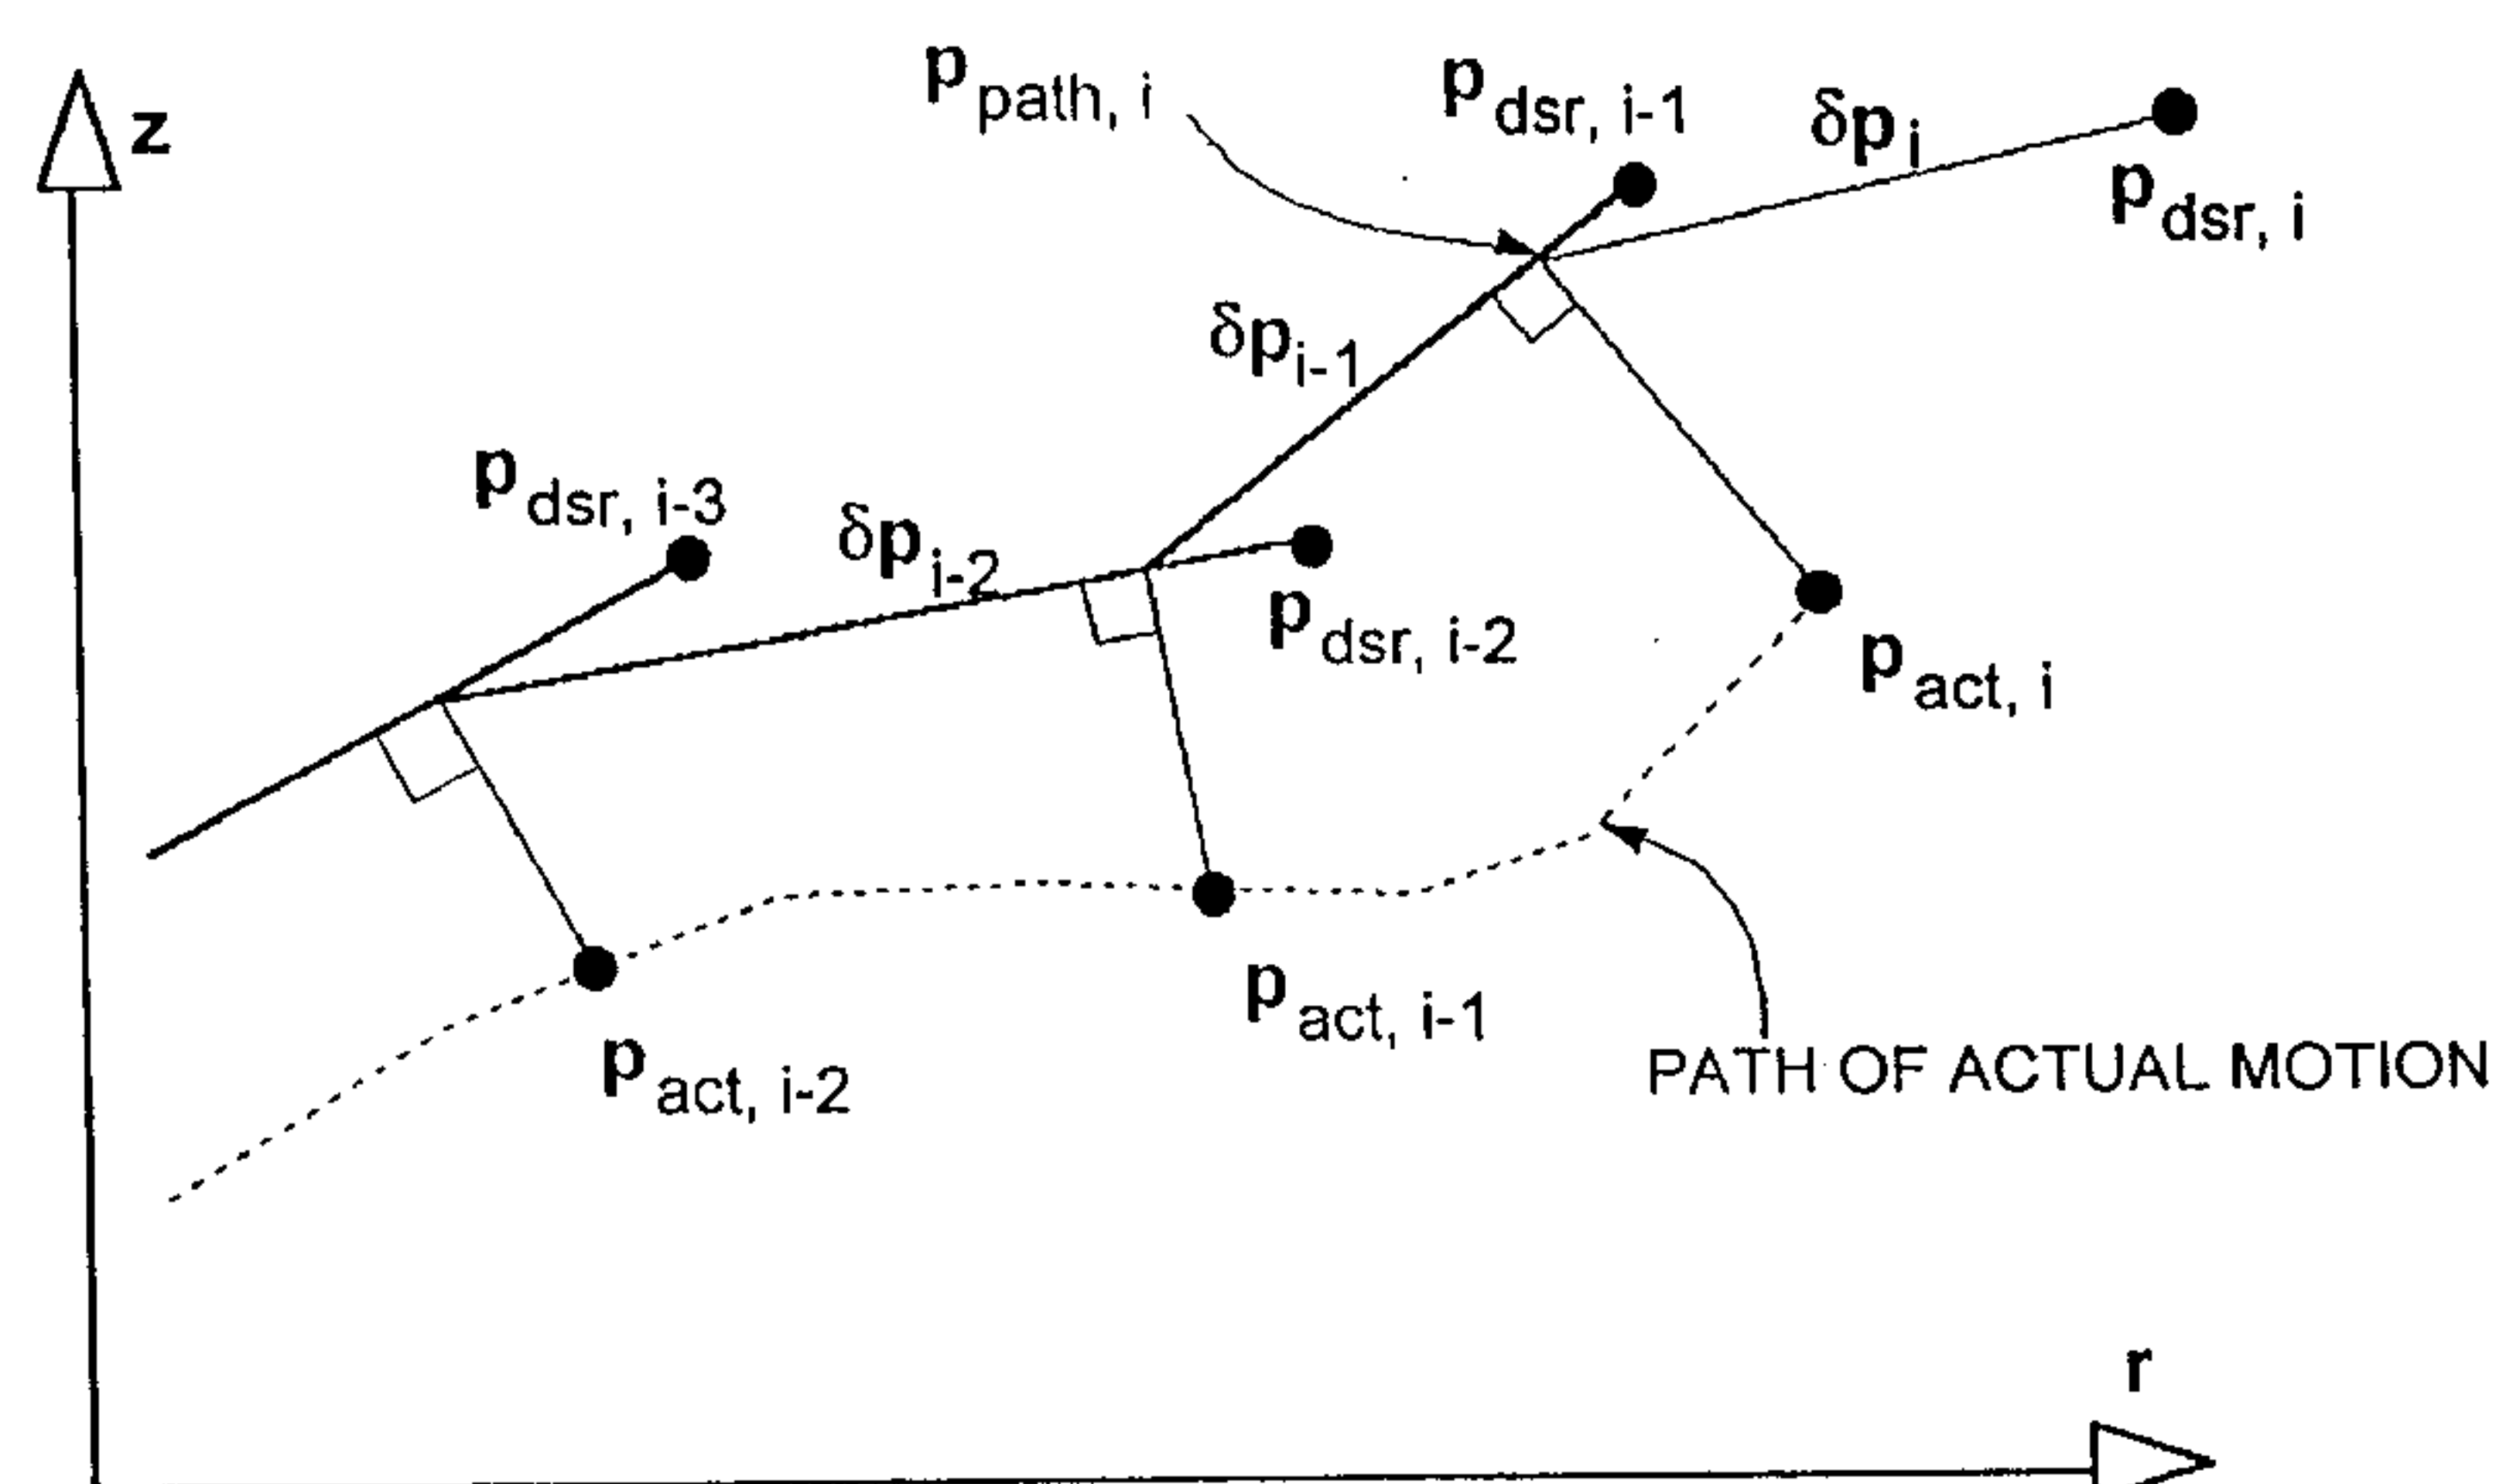 z
p path, i
p dsr, i-1
δp i
p dsr, i
δp i-1
p dsr, i-3
δp i-2
p dsr, i-2
p act, i
p act, i-1
p act, i-2
PATH OF ACTUAL MOTION
r